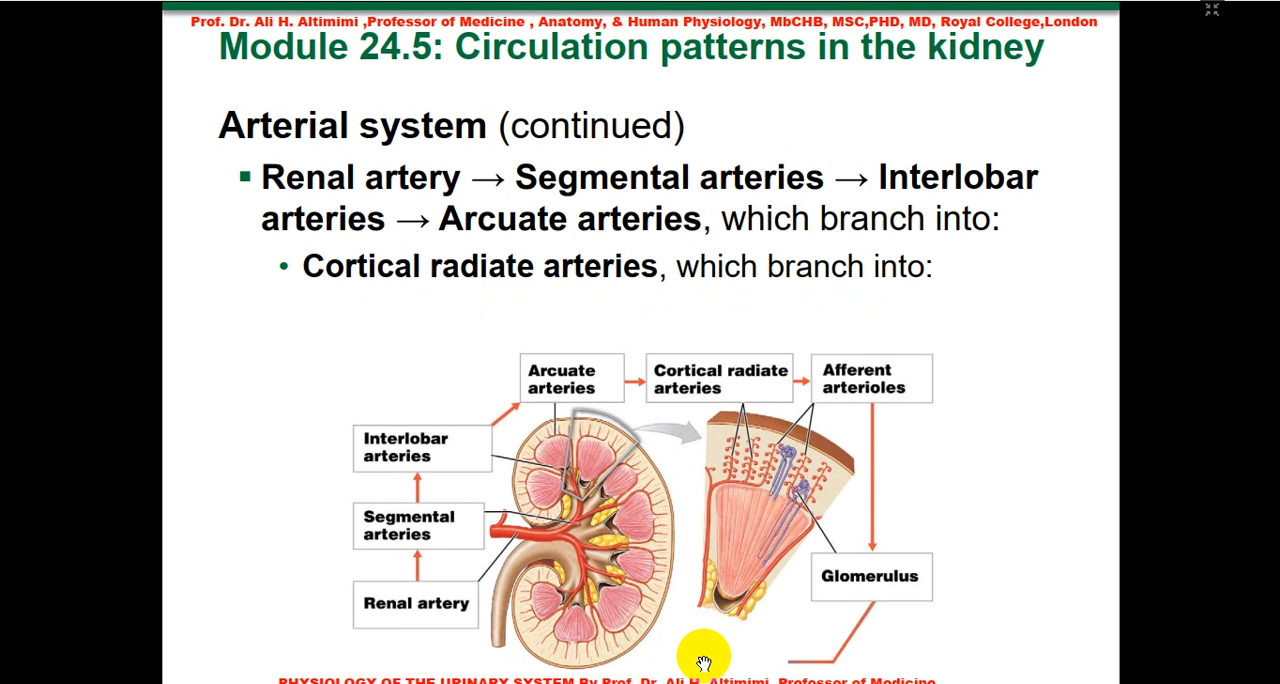 Prof. Dr. Ali H. Altimimi ,Professor of Medicine , Anatomy, & Human Physiology, MbCHB, MSC,PHD, MD, Royal College,London
Module 24.5: Circulation patterns in the kidney
Arterial system (continued)
▪ Renal artery → Segmental arteries → Interlobar
arteries → Arcuate arteries, which branch into:
• Cortical radiate arteries, which branch into:
Arcuate
arteries
Cortical radiate
arteries
Afferent
arterioles
Interlobar
arteries
Segmental
arteries
Renal artery
Glomerulus
PHYSIOLOGY OF THE URINARY SYSTEM By Prof. Dr. Ali H. Altimimi, Professor of Medicine